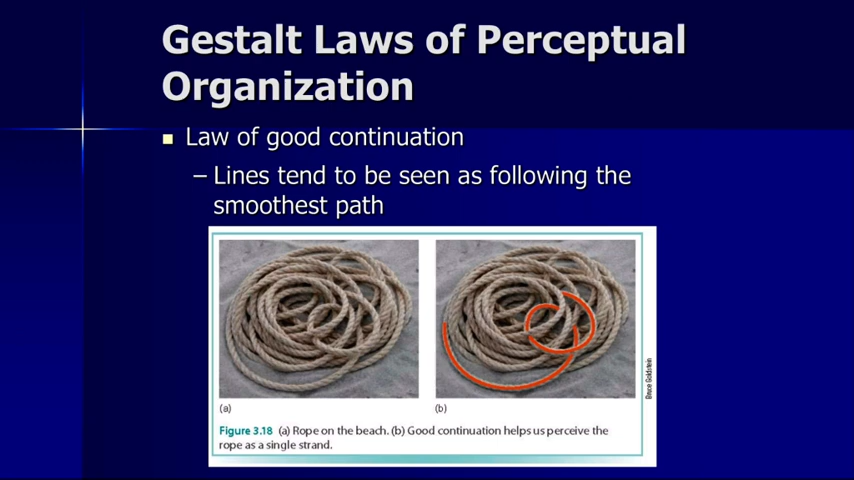 Gestalt Laws of Perceptual
Organization
Law of good continuation
– Lines tend to be seen as following the
smoothest path
(a)
(b)
Bruce Goldstein
Figure 3.18 (a) Rope on the beach. (b) Good continuation helps us perceive the
rope as a single strand.